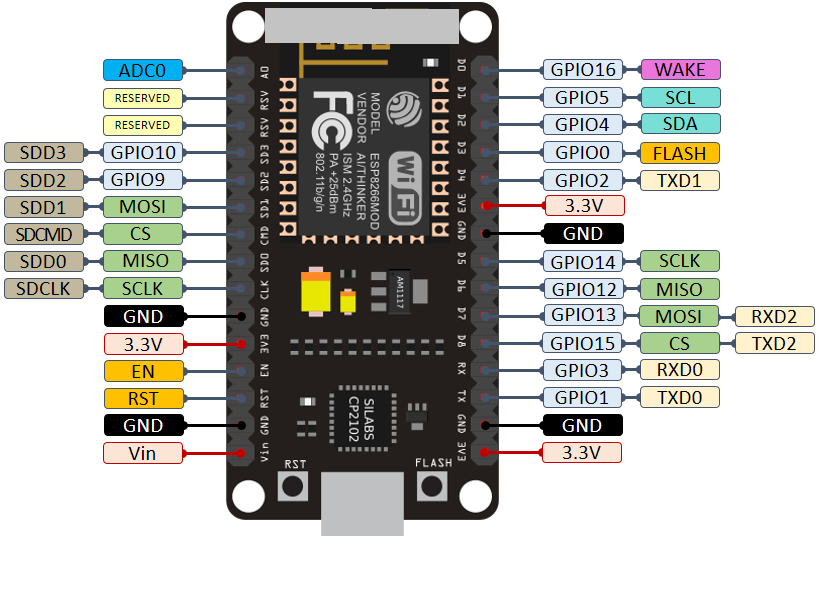 ADC0
RESERVED
RESERVED
SDD3 GPIO10
SDD2 GPIO9
SDD1 MOSI
SDCMD CS
SDD0 MISO
SDCLK SCLK
GND
3.3V
EN
RST
GND
Vin
A0
RSV
RSV
SD3
SD2
SD1
CMD
SD0
CLK
GND
3V3
EN
RST
GND
Vin
MODEL ESP8266MOD
VENDOR AI/THINKER
ISM 2.4GHz
PA +25dBm
802.11b/g/n
FC
Wi Fi
AM1117
SILABS
CP2102
RST
FLASH
D0
D1
D2
D3
D4
3V3
GND
D5
D6
D7
D8
RX
TX
GND
3V3
GPIO16 WAKE
GPIO5 SCL
GPIO4 SDA
GPIO0 FLASH
GPIO2 TXD1
3.3V
GND
GPIO14 SCLK
GPIO12 MISO
GPIO13 MOSI RXD2
GPIO15 CS TXD2
GPIO3 RXD0
GPIO1 TXD0
GND
3.3V